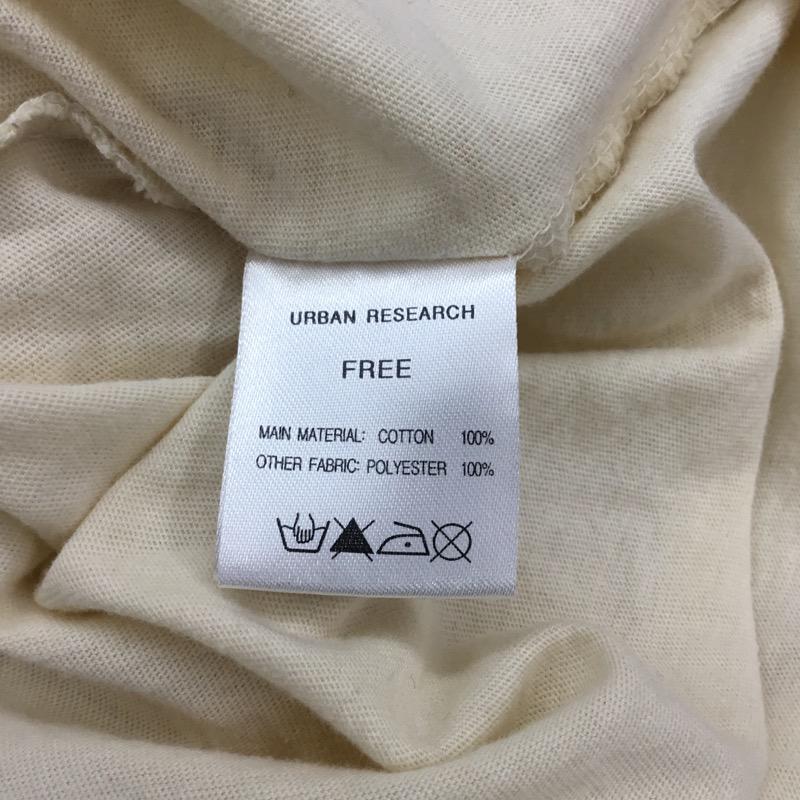 URBAN RESEARCH
FREE
MAIN MATERIAL: COTTON 100%
OTHER FABRIC: POLYESTER 100%